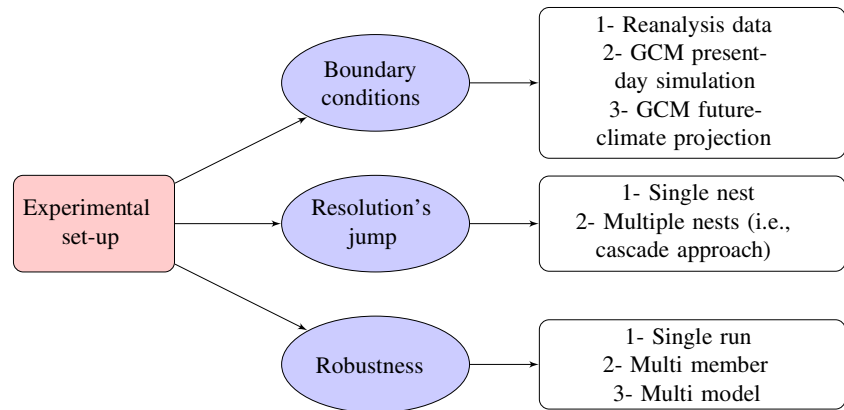 Experimental
set-up
Boundary
conditions
1- Reanalysis data
2- GCM present-
day simulation
3- GCM future-
climate projection
Resolution's
jump
1- Single nest
2- Multiple nests (i.e.,
cascade approach)
Robustness
1- Single run
2- Multi member
3- Multi model